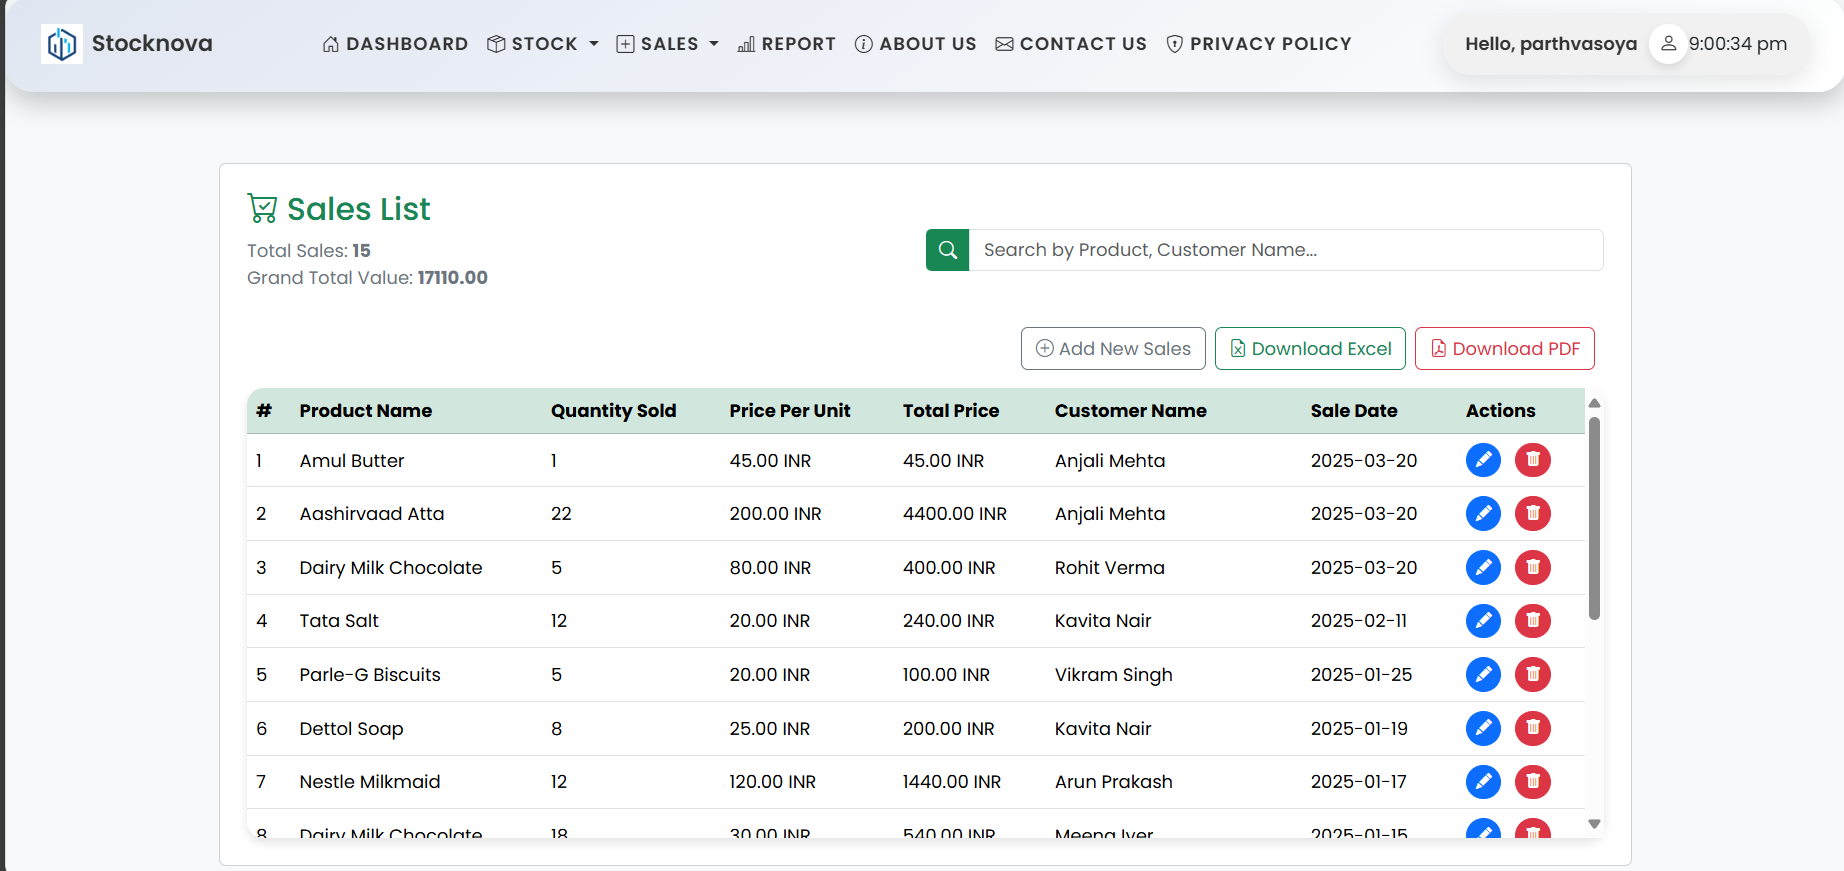 Stocknova
DASHBOARD STOCK SALES REPORT ABOUT US CONTACT US PRIVACY POLICY
Hello, parthvasoya 9:00:34 pm
Sales List
Total Sales: 15
Grand Total Value: 17110.00
Search by Product, Customer Name...
Add New Sales Download Excel Download PDF
# Product Name Quantity Sold Price Per Unit Total Price Customer Name Sale Date Actions
1 Amul Butter 1 45.00 INR 45.00 INR Anjali Mehta 2025-03-20
2 Aashirvaad Atta 22 200.00 INR 4400.00 INR Anjali Mehta 2025-03-20
3 Dairy Milk Chocolate 5 80.00 INR 400.00 INR Rohit Verma 2025-03-20
4 Tata Salt 12 20.00 INR 240.00 INR Kavita Nair 2025-02-11
5 Parle-G Biscuits 5 20.00 INR 100.00 INR Vikram Singh 2025-01-25
6 Dettol Soap 8 25.00 INR 200.00 INR Kavita Nair 2025-01-19
7 Nestle Milkmaid 12 120.00 INR 1440.00 INR Arun Prakash 2025-01-17
8 Dairy Milk Chocolate 18 30.00 INR 540.00 INR Meena Iyer 2025-01-15